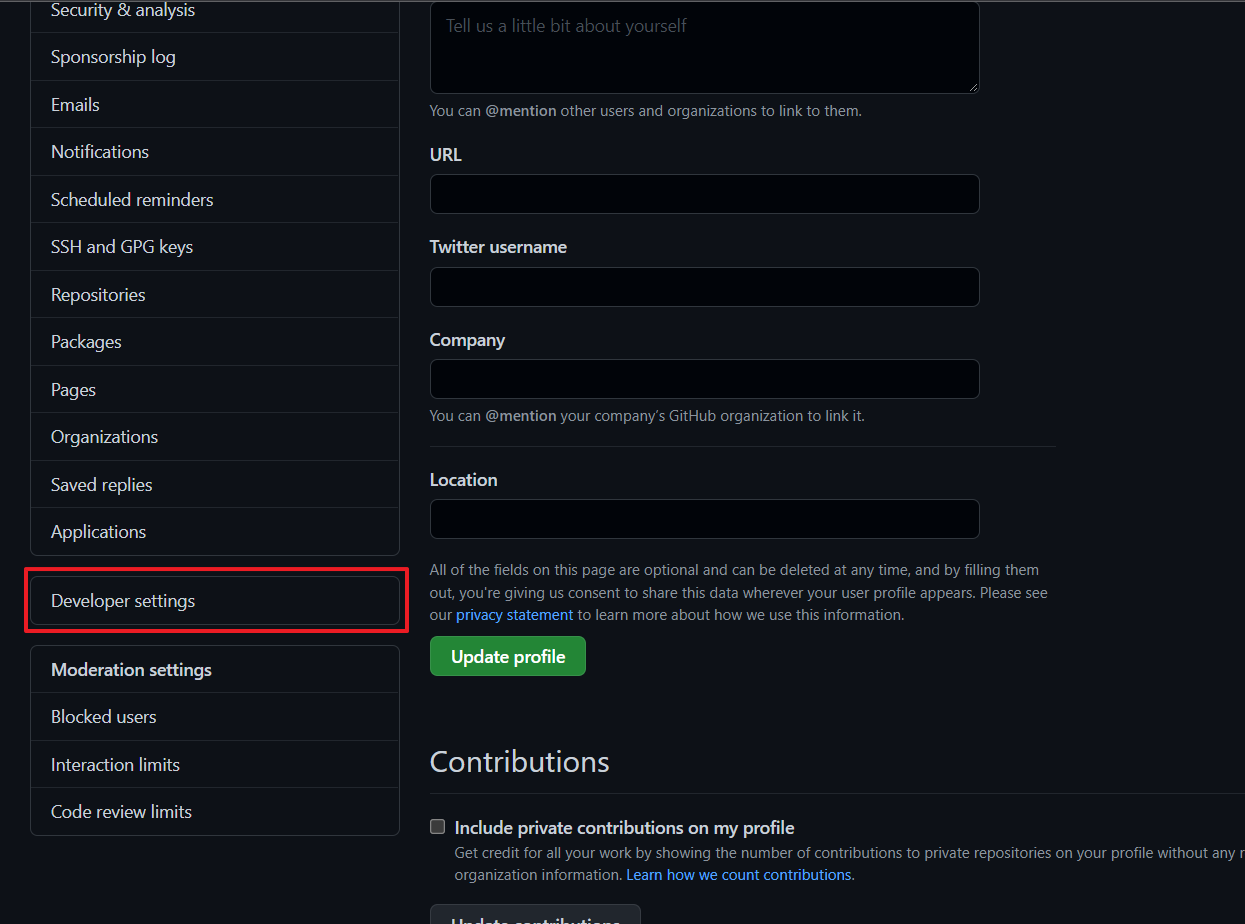 Security & analysis
Sponsorship log
Emails
Notifications
Scheduled reminders
SSH and GPG keys
Repositories
Packages
Pages
Organizations
Saved replies
Applications
Developer settings
Moderation settings
Blocked users
Interaction limits
Code review limits
Tell us a little bit about yourself
You can @mention other users and organizations to link to them.
URL
Twitter username
Company
You can @mention your company's GitHub organization to link it.
Location
All of the fields on this page are optional and can be deleted at any time, and by filling them
out, you're giving us consent to share this data wherever your user profile appears. Please see
our privacy statement to learn more about how we use this information.
Update profile
Contributions
Include private contributions on my profile
Get credit for all your work by showing the number of contributions to private repositories on your profile without any
organization information. Learn how we count contributions.
Update contributions